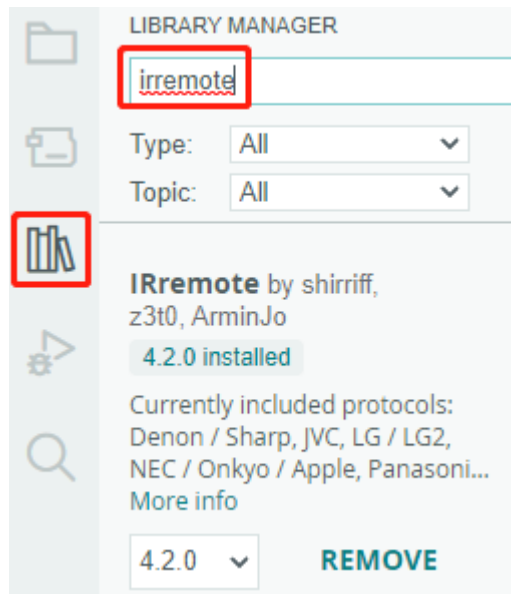 LIBRARY MANAGER
irremote
Type: All
Topic: All
IRremote by shirriff,
z3t0, ArminJo
4.2.0 installed
Currently included protocols:
Denon / Sharp, JVC, LG / LG2,
NEC / Onkyo / Apple, Panasoni...
More info
4.2.0 REMOVE